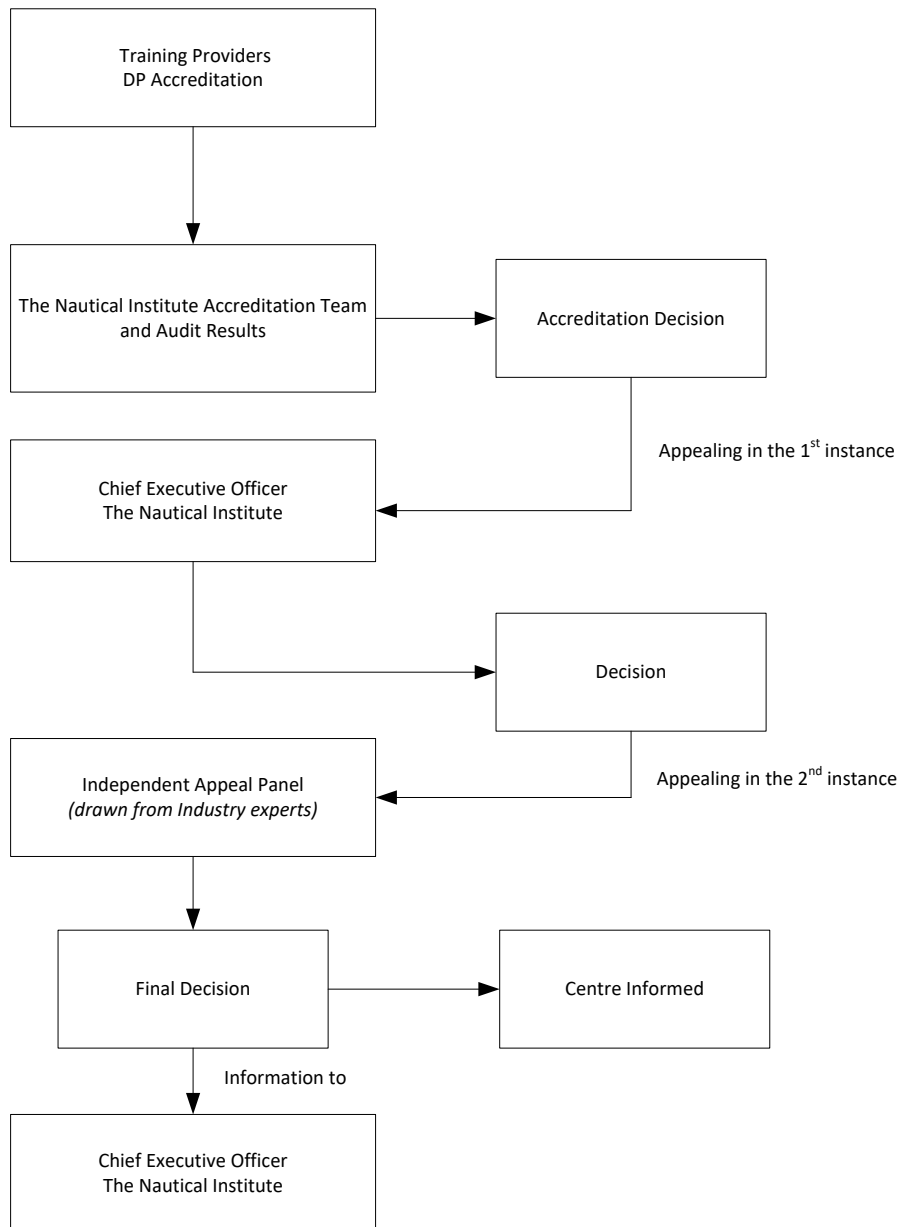 Training Providers
DP Accreditation
The Nautical Institute Accreditation Team
and Audit Results
Accreditation Decision
Appealing in the 1st instance
Chief Executive Officer
The Nautical Institute
Decision
Appealing in the 2nd instance
Independent Appeal Panel
(drawn from Industry experts)
Final Decision
Centre Informed
Information to
Chief Executive Officer
The Nautical Institute